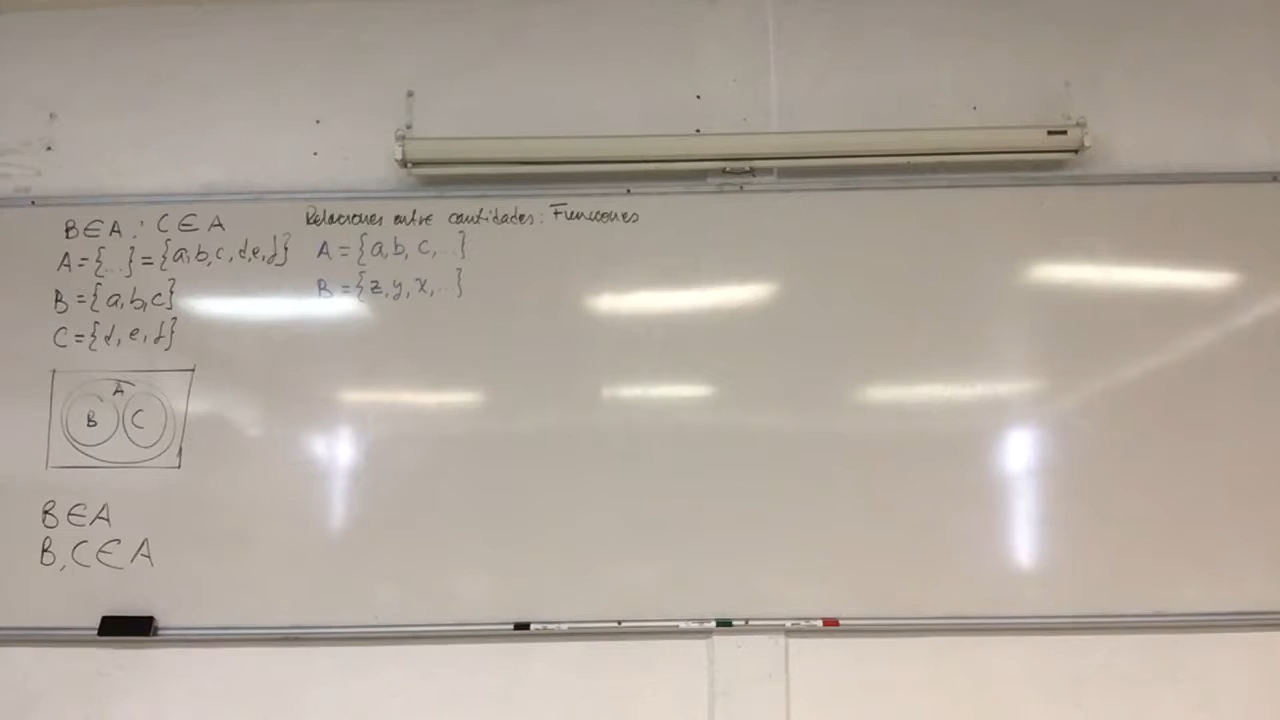 B∈A ∴ C∈A
A={...}={a,b,c,d,e,f}
B={a,b,c}
C={d,e,f}
A
B C
B∈A
B,C∈A
Relaciones entre cantidades: Funciones
A={a,b,c,...}
B={z,y,x,...}